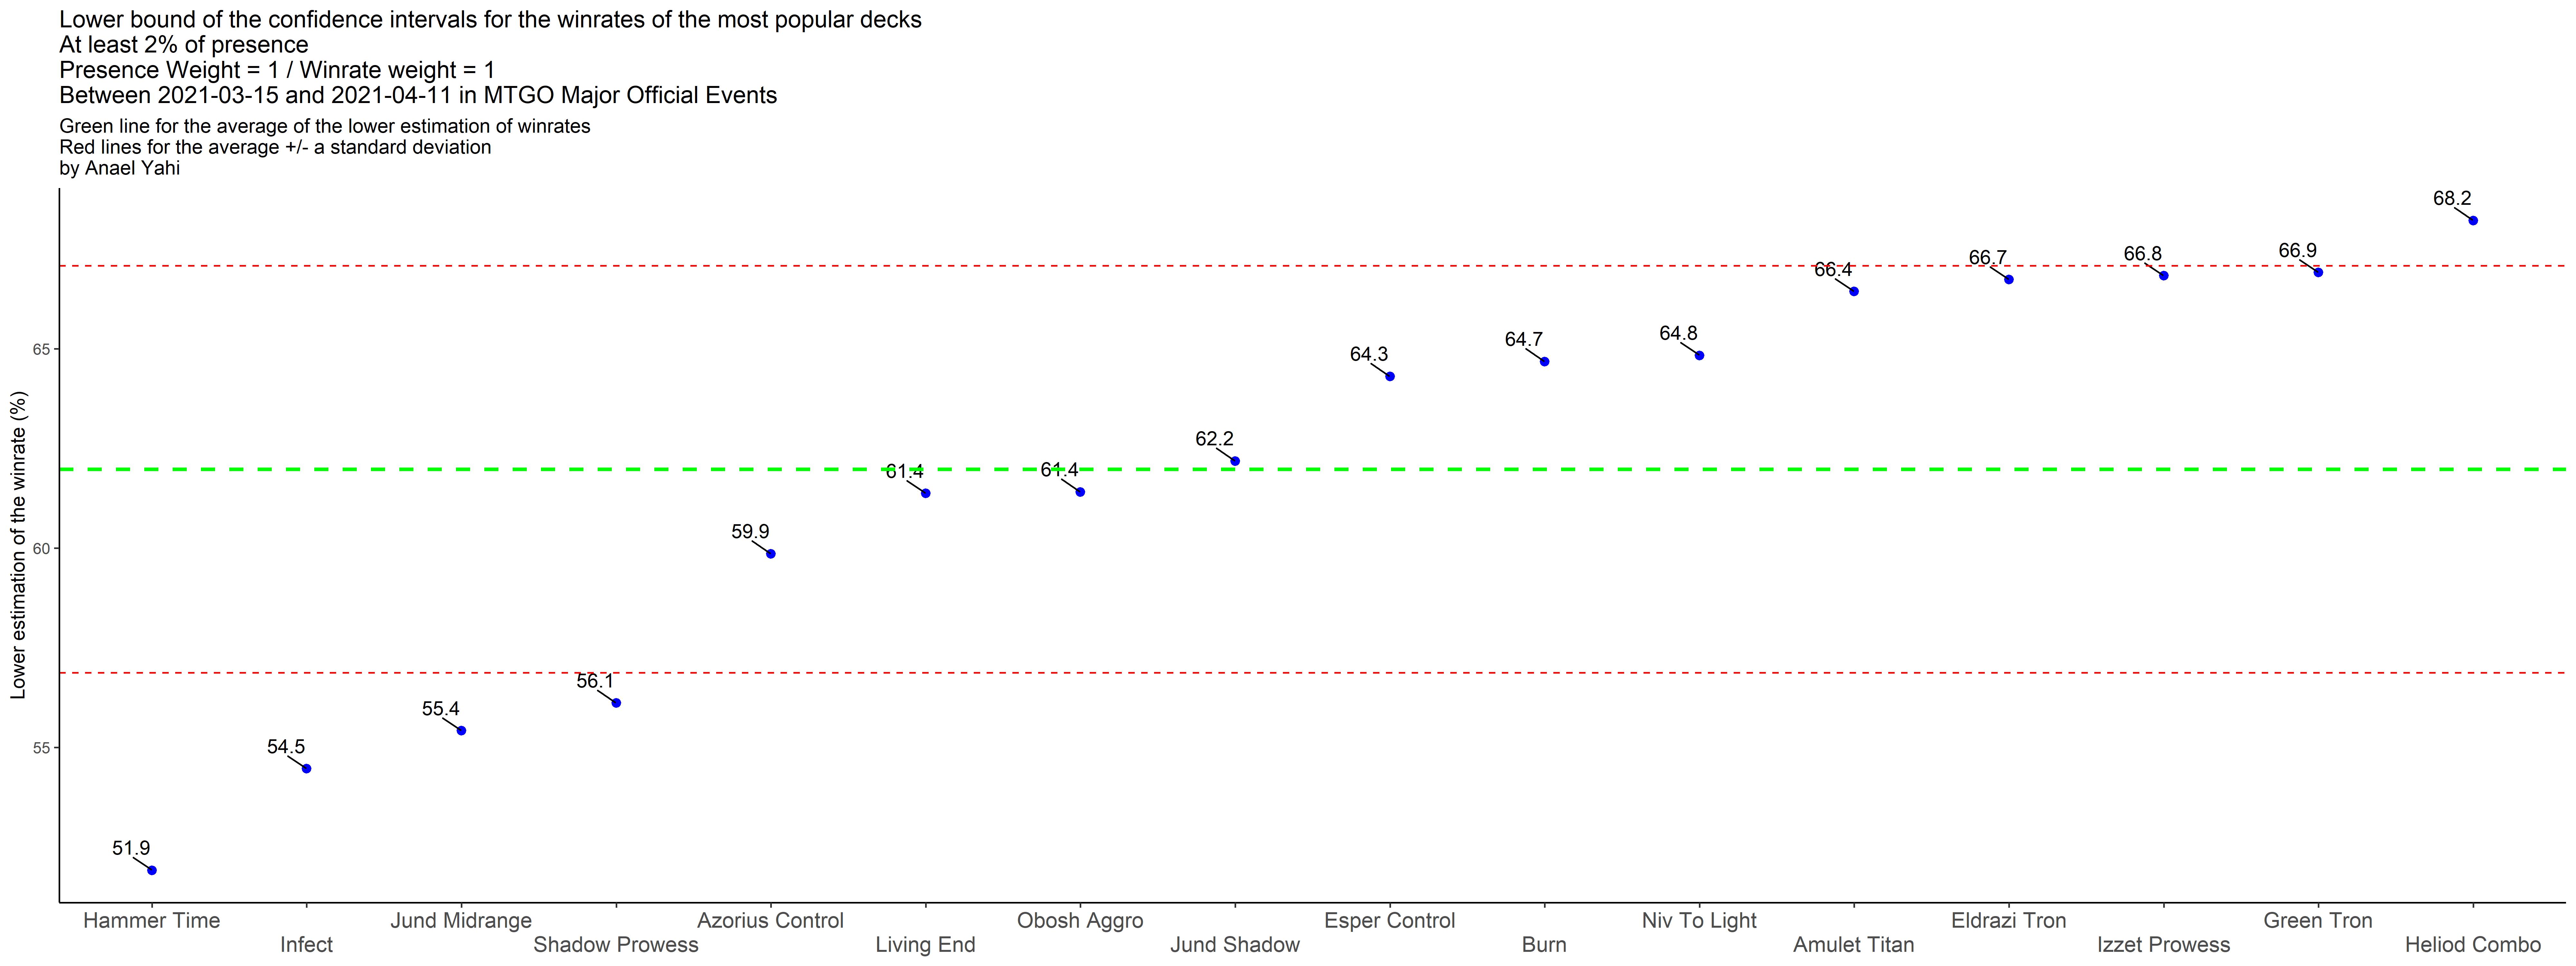 Lower bound of the confidence intervals for the winrates of the most popular decks
At least 2% of presence
Presence Weight = 1 / Winrate weight = 1
Between 2021-03-15 and 2021-04-11 in MTGO Major Official Events
Green line for the average of the lower estimation of winrates
Red lines for the average +/- a standard deviation
by Anael Yahi
Lower estimation of the winrate (%)
65
60
55
51.9
54.5
55.4
56.1
59.9
61.4
61.4
62.2
64.3
64.7
64.8
66.4
66.7
66.8
66.9
68.2
Hammer Time
Infect
Jund Midrange
Shadow Prowess
Azorius Control
Living End
Obosh Aggro
Jund Shadow
Esper Control
Burn
Niv To Light
Amulet Titan
Eldrazi Tron
Izzet Prowess
Green Tron
Heliod Combo